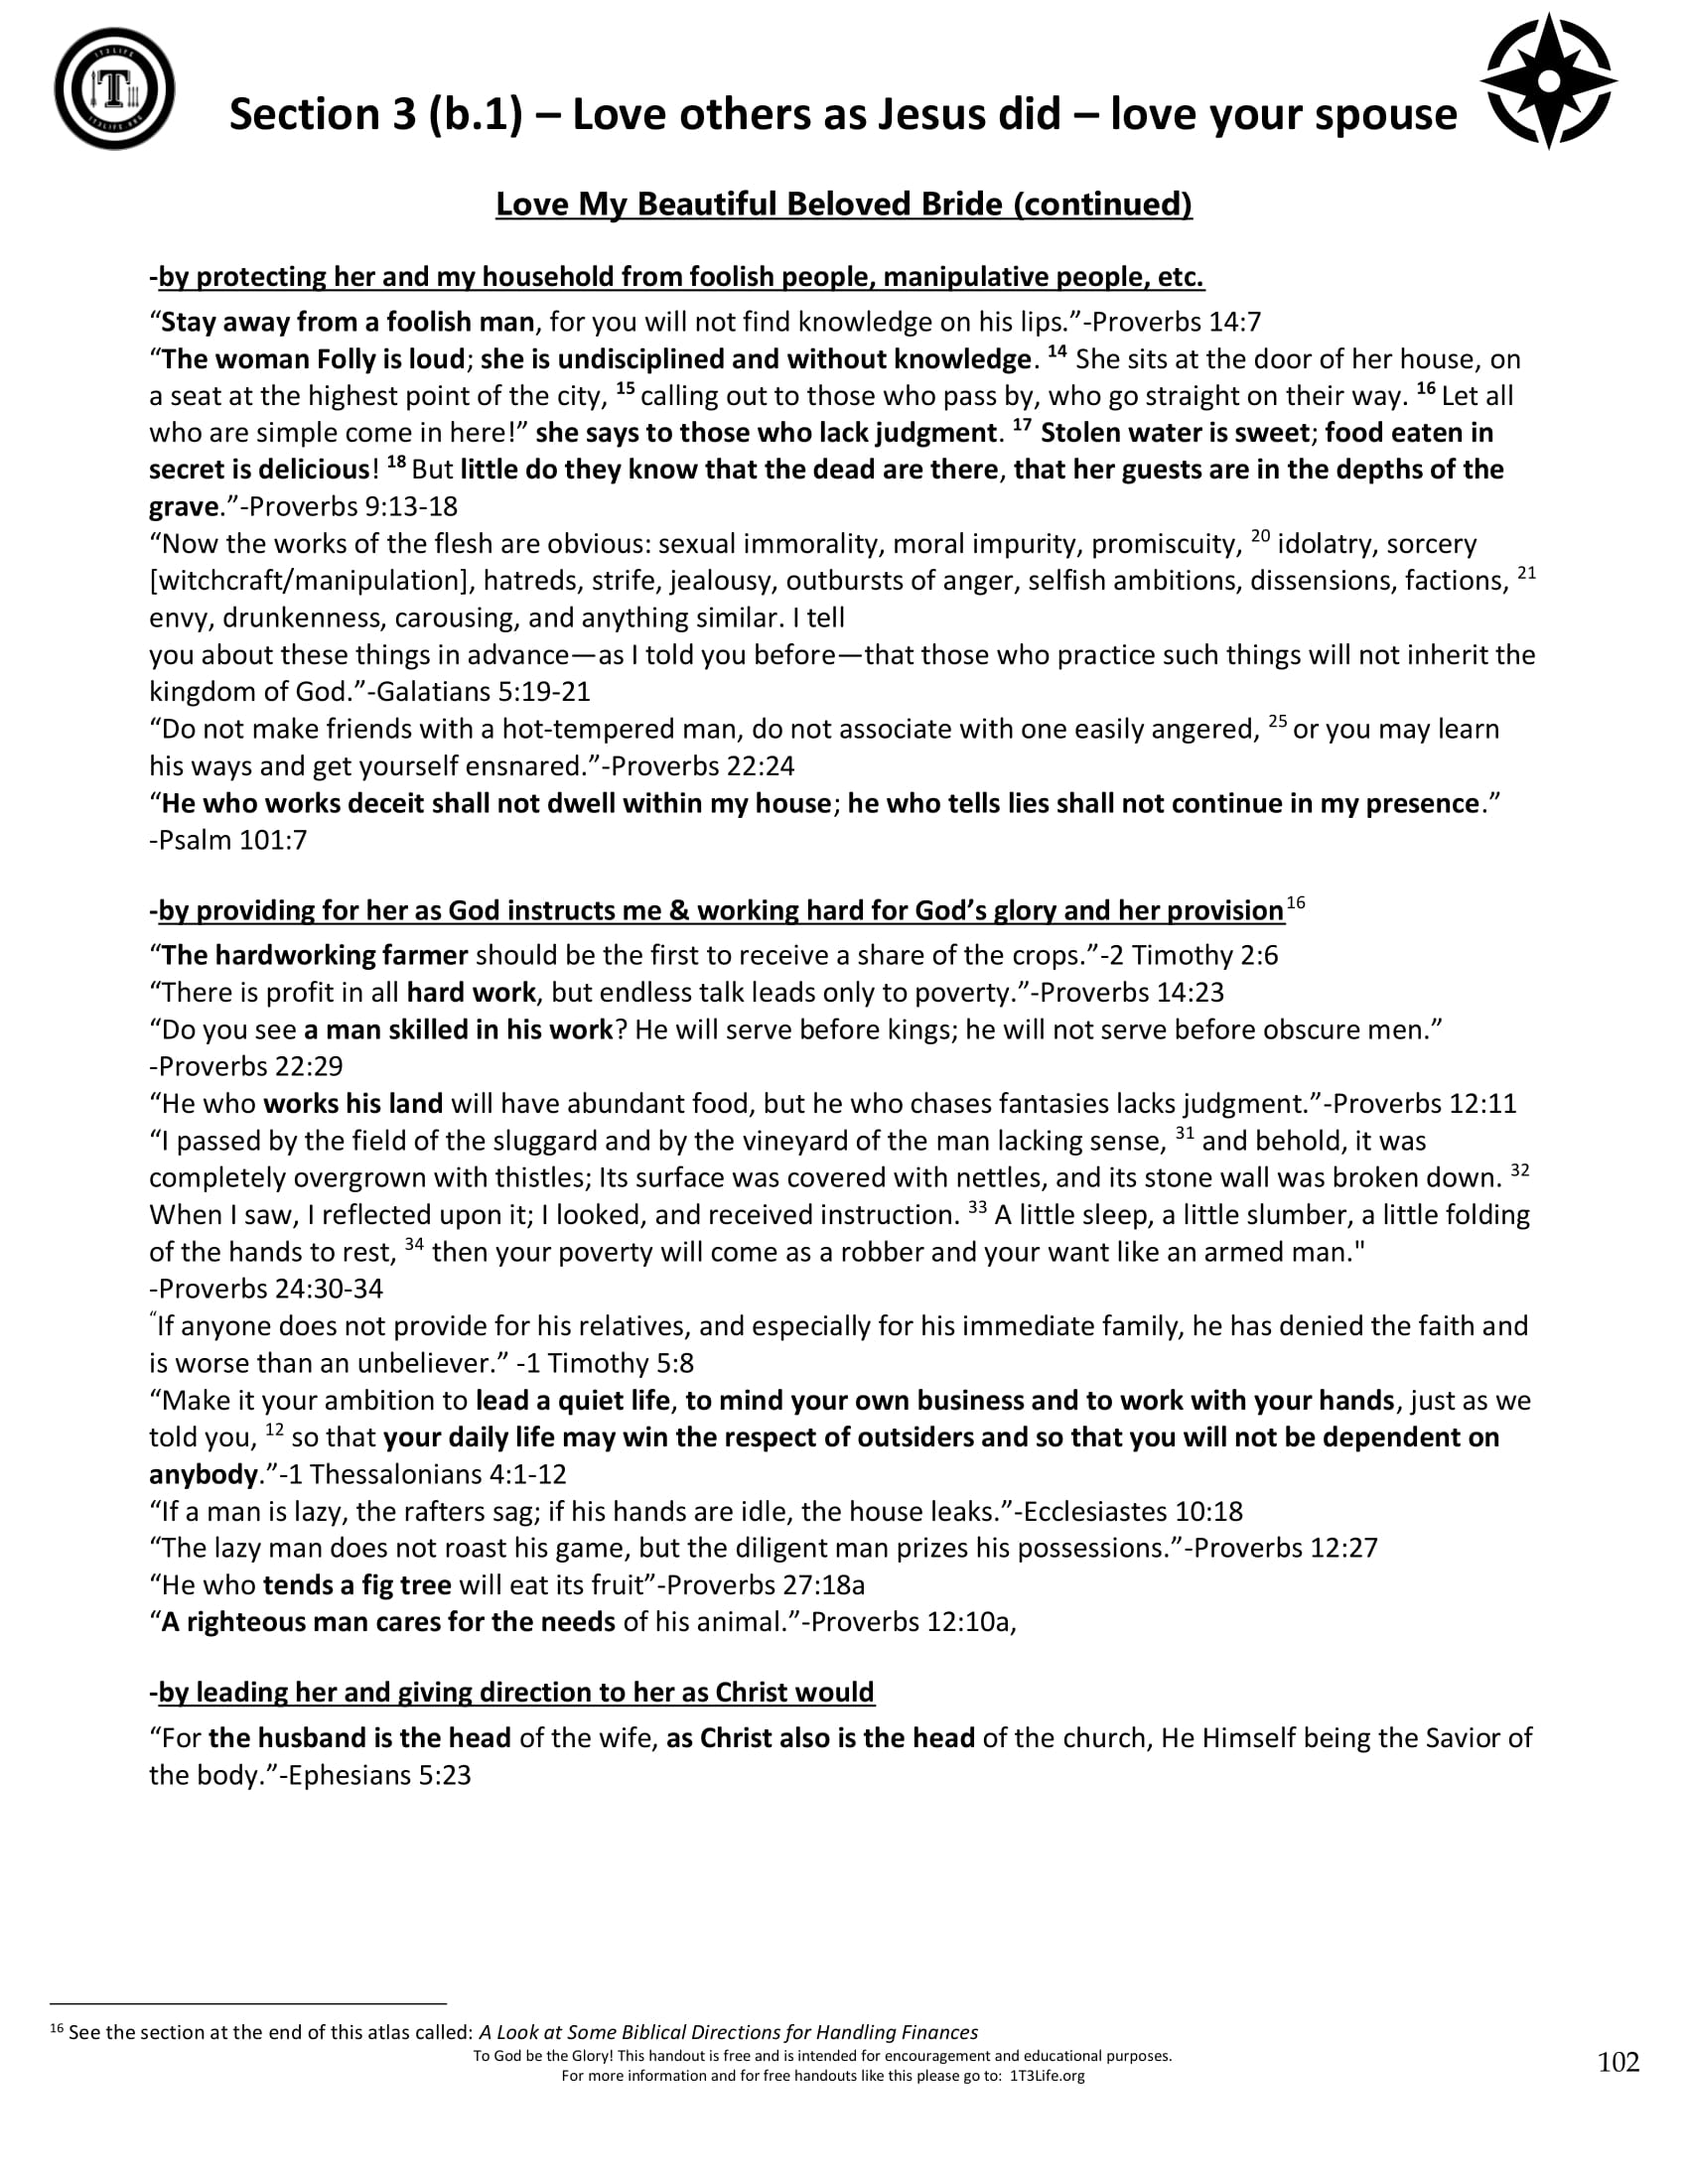 1T3LIFE
T
1T3LIFE.ORG
Section 3 (b.1) – Love others as Jesus did – love your spouse
Love My Beautiful Beloved Bride (continued)
-by protecting her and my household from foolish people, manipulative people, etc.
“Stay away from a foolish man, for you will not find knowledge on his lips.”-Proverbs 14:7
“The woman Folly is loud; she is undisciplined and without knowledge. 14 She sits at the door of her house, on
a seat at the highest point of the city, 15 calling out to those who pass by, who go straight on their way. 16 Let all
who are simple come in here!” she says to those who lack judgment. 17 Stolen water is sweet; food eaten in
secret is delicious! 18 But little do they know that the dead are there, that her guests are in the depths of the
grave.”-Proverbs 9:13-18
“Now the works of the flesh are obvious: sexual immorality, moral impurity, promiscuity, 20 idolatry, sorcery
[witchcraft/manipulation], hatreds, strife, jealousy, outbursts of anger, selfish ambitions, dissensions, factions, 21
envy, drunkenness, carousing, and anything similar. I tell
you about these things in advance—as I told you before—that those who practice such things will not inherit the
kingdom of God.”-Galatians 5:19-21
“Do not make friends with a hot-tempered man, do not associate with one easily angered, 25 or you may learn
his ways and get yourself ensnared.”-Proverbs 22:24
“He who works deceit shall not dwell within my house; he who tells lies shall not continue in my presence.”
-Psalm 101:7
-by providing for her as God instructs me & working hard for God’s glory and her provision16
“The hardworking farmer should be the first to receive a share of the crops.”-2 Timothy 2:6
“There is profit in all hard work, but endless talk leads only to poverty.”-Proverbs 14:23
“Do you see a man skilled in his work? He will serve before kings; he will not serve before obscure men.”
-Proverbs 22:29
“He who works his land will have abundant food, but he who chases fantasies lacks judgment.”-Proverbs 12:11
“I passed by the field of the sluggard and by the vineyard of the man lacking sense, 31 and behold, it was
completely overgrown with thistles; Its surface was covered with nettles, and its stone wall was broken down. 32
When I saw, I reflected upon it; I looked, and received instruction. 33 A little sleep, a little slumber, a little folding
of the hands to rest, 34 then your poverty will come as a robber and your want like an armed man."
-Proverbs 24:30-34
“If anyone does not provide for his relatives, and especially for his immediate family, he has denied the faith and
is worse than an unbeliever.” -1 Timothy 5:8
“Make it your ambition to lead a quiet life, to mind your own business and to work with your hands, just as we
told you, 12 so that your daily life may win the respect of outsiders and so that you will not be dependent on
anybody.”-1 Thessalonians 4:1-12
“If a man is lazy, the rafters sag; if his hands are idle, the house leaks.”-Ecclesiastes 10:18
“The lazy man does not roast his game, but the diligent man prizes his possessions.”-Proverbs 12:27
“He who tends a fig tree will eat its fruit”-Proverbs 27:18a
“A righteous man cares for the needs of his animal.”-Proverbs 12:10a,
-by leading her and giving direction to her as Christ would
“For the husband is the head of the wife, as Christ also is the head of the church, He Himself being the Savior of
the body.”-Ephesians 5:23
16 See the section at the end of this atlas called: A Look at Some Biblical Directions for Handling Finances
To God be the Glory! This handout is free and is intended for encouragement and educational purposes.
For more information and for free handouts like this please go to: 1T3Life.org
102